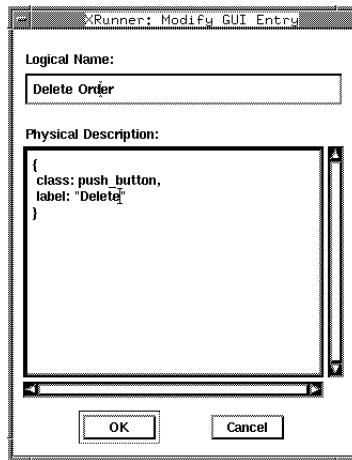 XRunner: Modify GUI Entry
Logical Name:
Delete Order
Physical Description:
{
class: push_button,
label: "Delete"
}
OK
Cancel